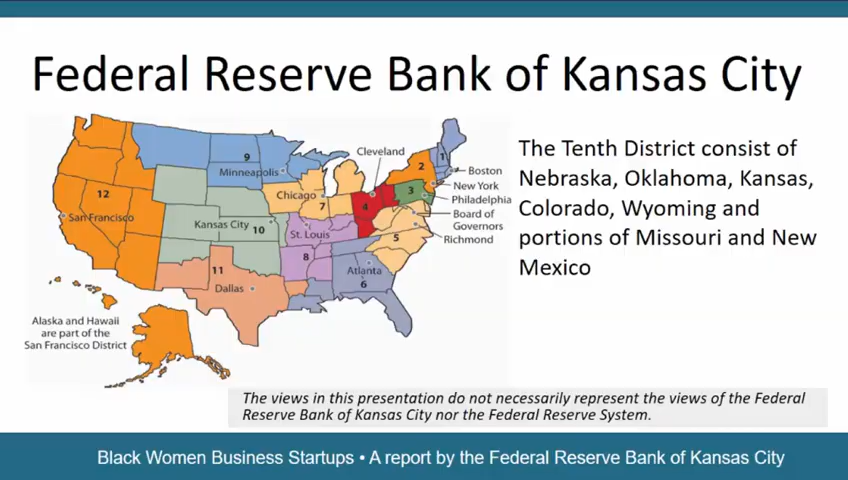 Federal Reserve Bank of Kansas City
The Tenth District consist of
Nebraska, Oklahoma, Kansas,
Colorado, Wyoming and
portions of Missouri and New
Mexico
Cleveland
9
Minneapolis
2
1
Boston
New York
Philadelphia
Board of
Governors
Richmond
12
San Francisco
Chicago
7
4
3
Kansas City 10
St. Louis
5
8
11
Dallas
Atlanta
6
Alaska and Hawaii
are part of the
San Francisco District
The views in this presentation do not necessarily represent the views of the Federal
Reserve Bank of Kansas City nor the Federal Reserve System.
Black Women Business Startups • A report by the Federal Reserve Bank of Kansas City